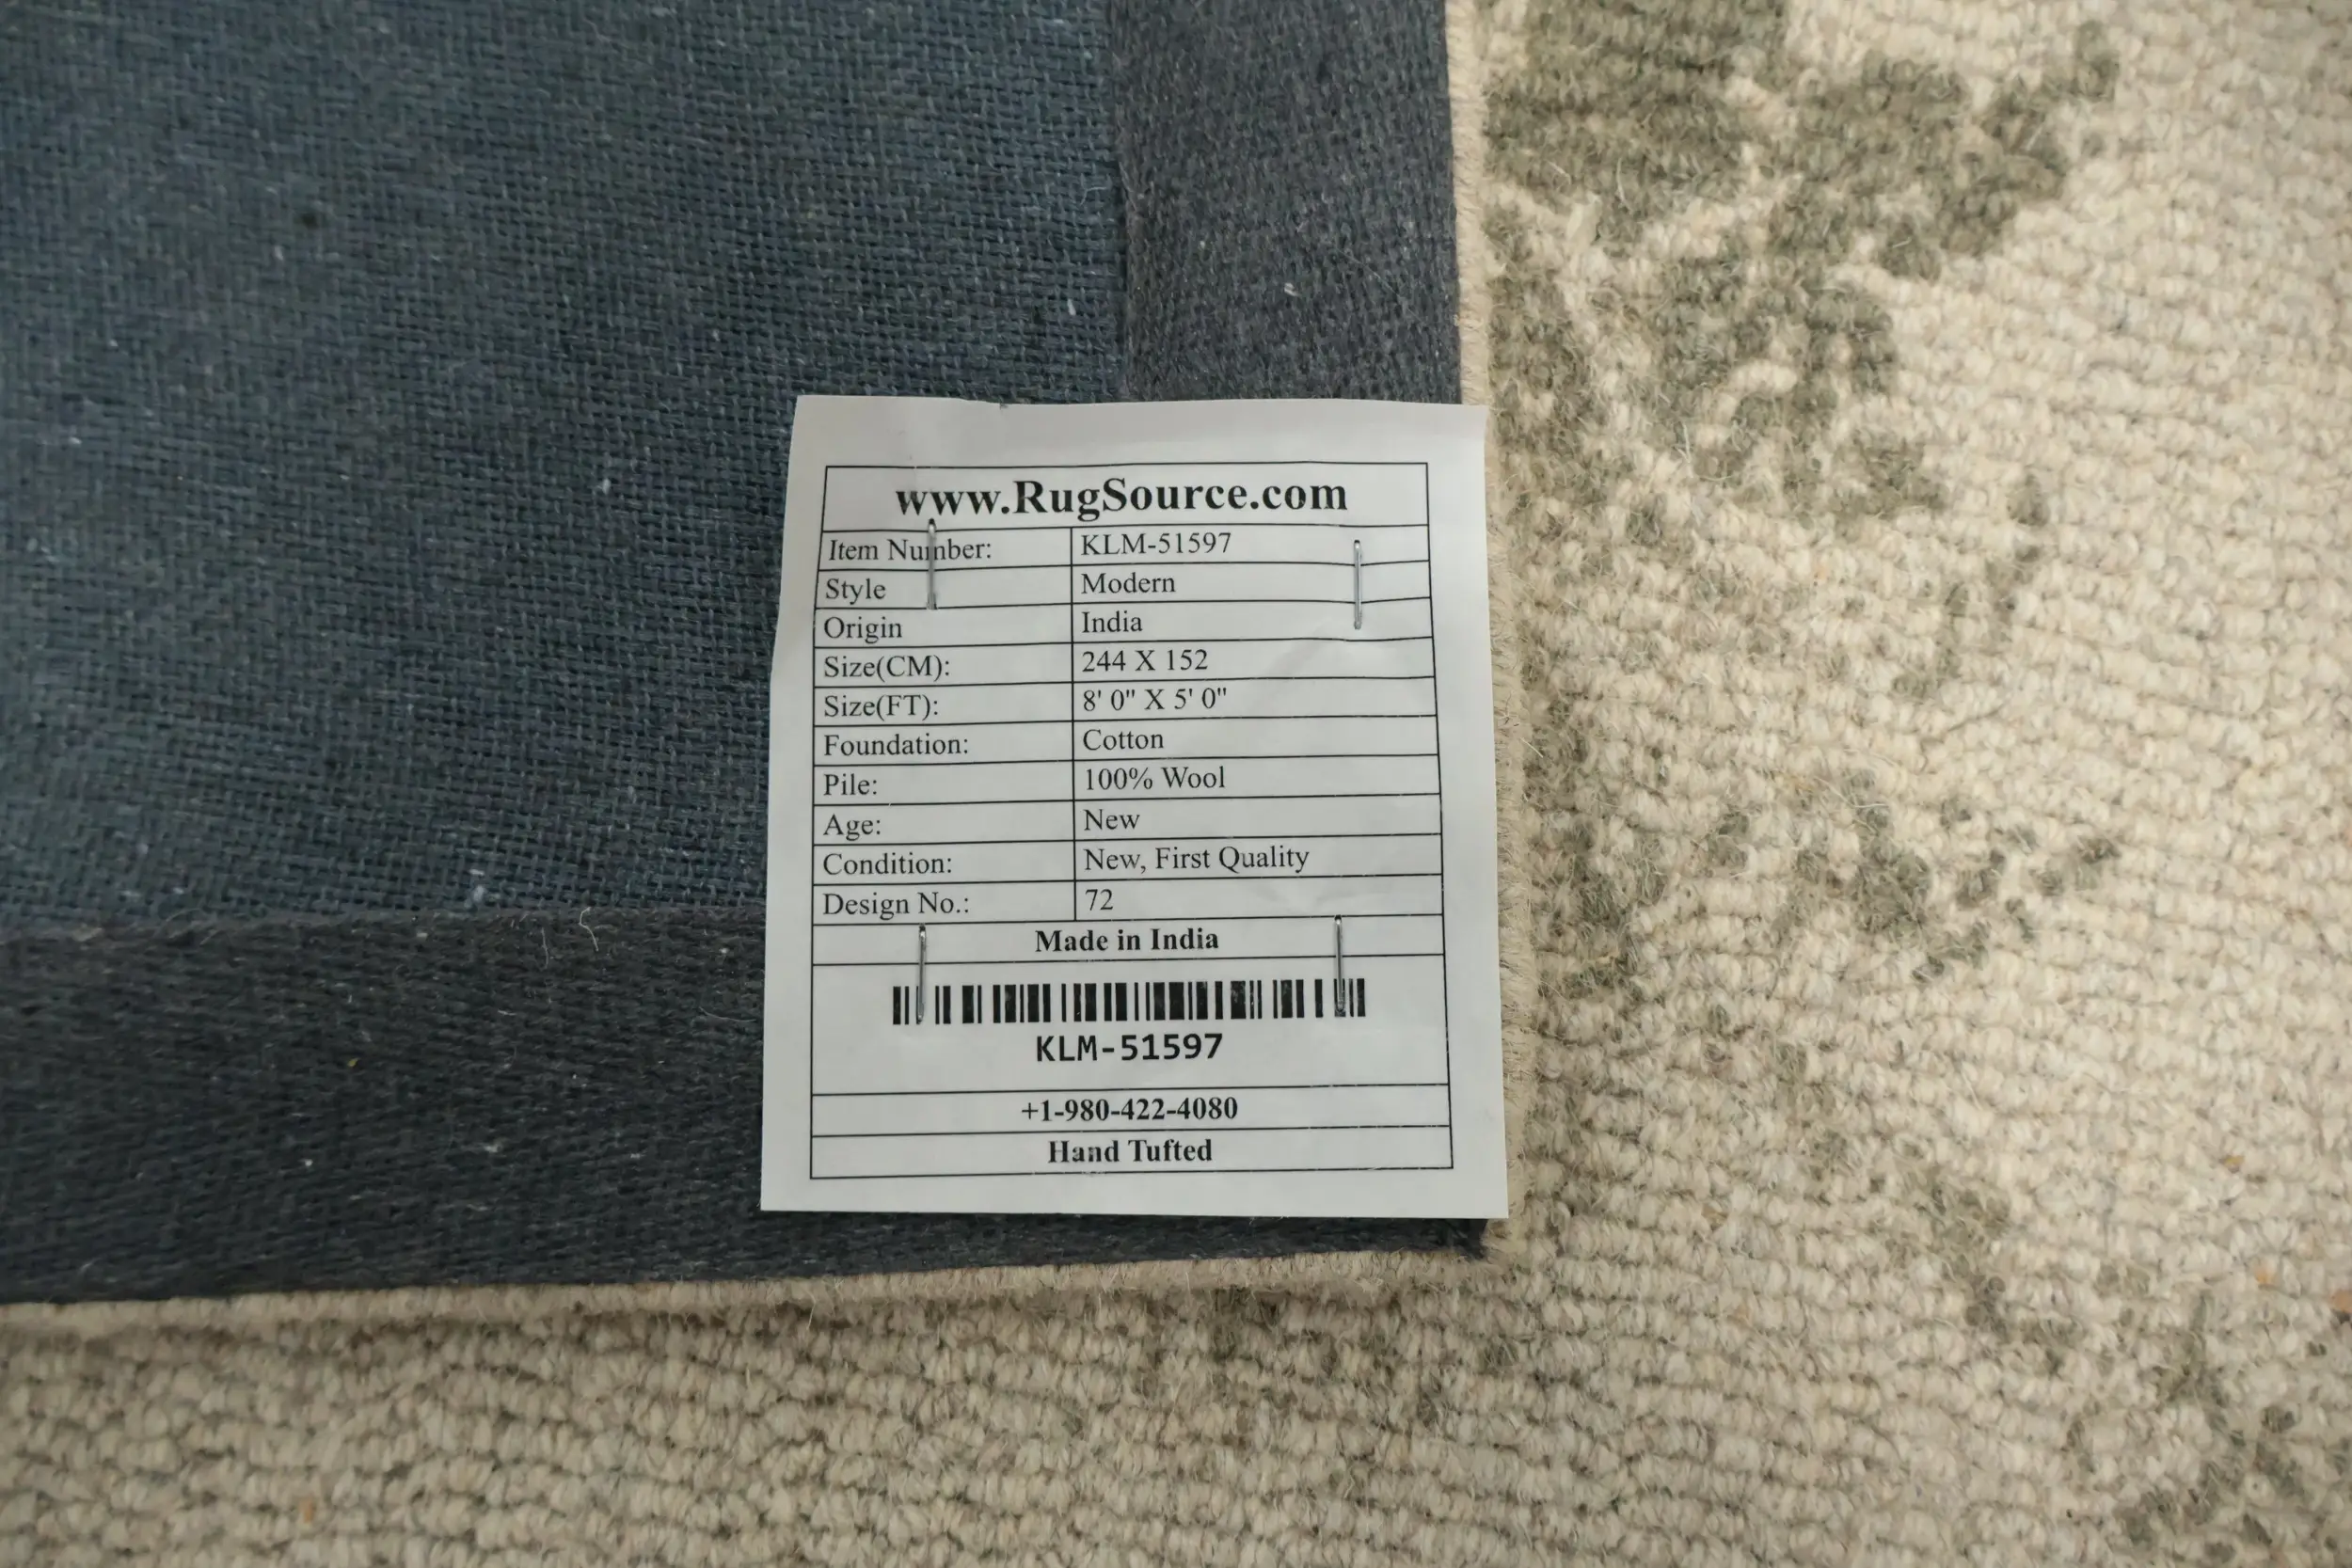 www.RugSource.com
Item Number: KLM-51597
Style Modern
Origin India
Size(CM): 244 X 152
Size(FT): 8' 0" X 5' 0"
Foundation: Cotton
Pile: 100% Wool
Age: New
Condition: New, First Quality
Design No.: 72
Made in India
KLM-51597
+1-980-422-4080
Hand Tufted